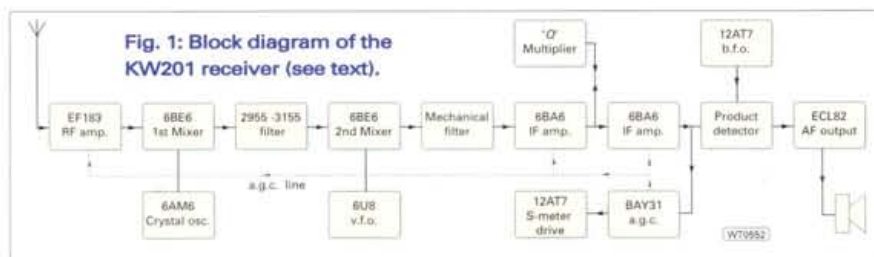 Fig. 1: Block diagram of the
KW201 receiver (see text).
'Q'
Multiplier
12AT7
b.f.o.
EF183
RF amp.
6BE6
1st Mixer
2955 -3155
filter
6BE6
2nd Mixer
Mechanical
filter
6BA6
IF amp.
6BA6
IF amp.
Product
detector
ECL82
AF output
a.g.c. line
6AM6
Crystal osc.
6U8
v.f.o.
12AT7
S-meter
drive
BAY31
a.g.c.
WT0552